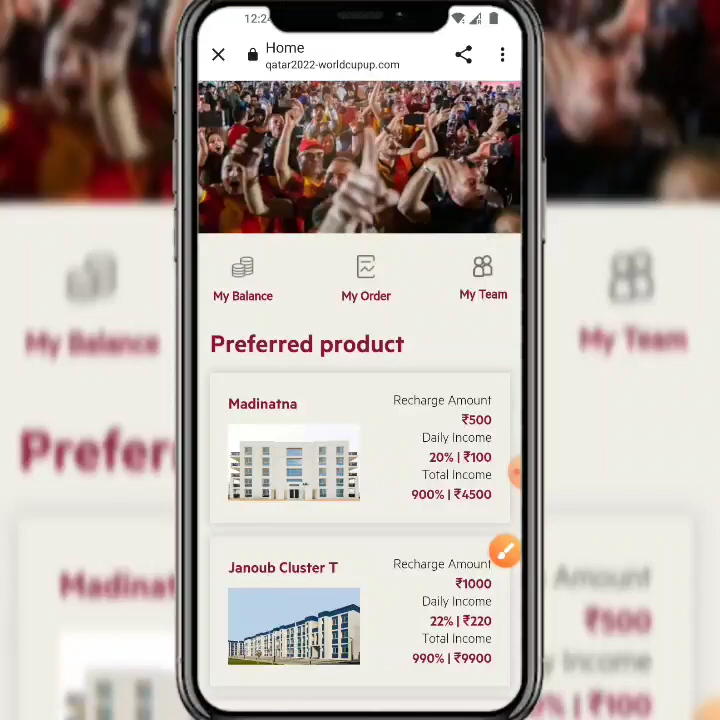 12:24
Home
qatar2022-worldcupup.com
My Balance
My Order
My Team
Preferred product
Madinatna
Recharge Amount
₹500
Daily Income
20% | ₹100
Total Income
900% | ₹4500
Janoub Cluster T
Recharge Amount
₹1000
Daily Income
22% | ₹220
Total Income
990% | ₹9900
My Balance
My Team
Prefer
Madinat
Amount
₹500
Income
₹100